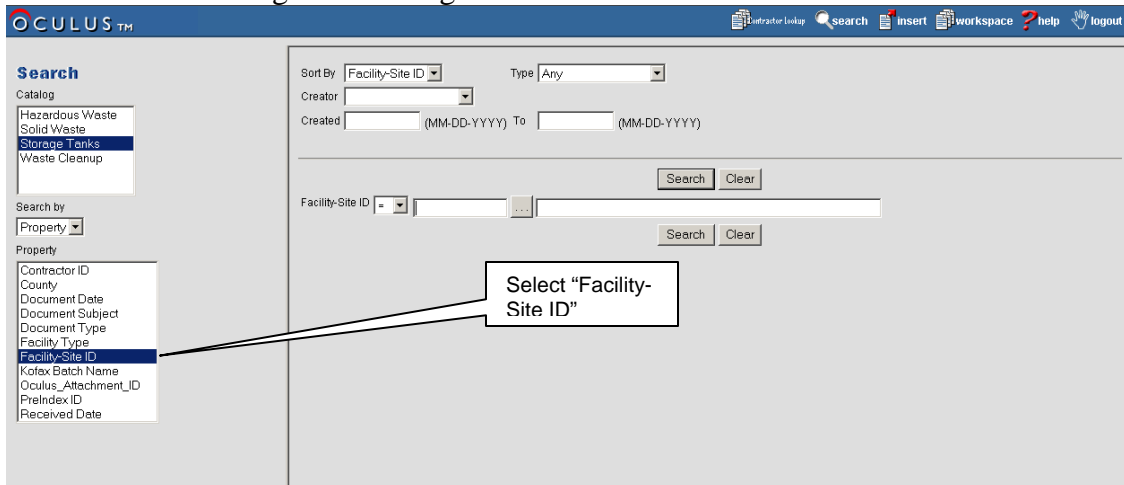 OCULUS TM
Contractor Lookup search insert workspace ? help logout
Search
Catalog
Hazardous Waste
Solid Waste
Storage Tanks
Waste Cleanup
Search by
Property
Property
Contractor ID
County
Document Date
Document Subject
Document Type
Facility Type
Facility-Site ID
Kofax Batch Name
Oculus_Attachment_ID
PreIndex ID
Received Date
Sort By Facility-Site ID Type Any
Creator
Created (MM-DD-YYYY) To (MM-DD-YYYY)
Search Clear
Facility-Site ID = ...
Search Clear
Select “Facility-
Site ID”